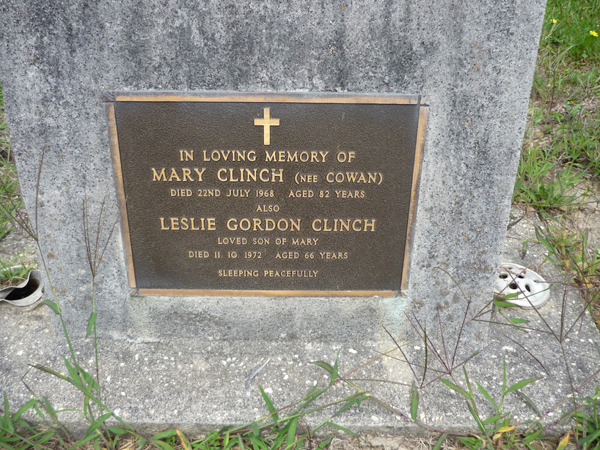 IN LOVING MEMORY OF
MARY CLINCH (NEE COWAN)
DIED 22ND JULY 1968 AGED 82 YEARS
ALSO
LESLIE GORDON CLINCH
LOVED SON OF MARY
DIED 11. 10. 1972 AGED 66 YEARS
SLEEPING PEACEFULLY